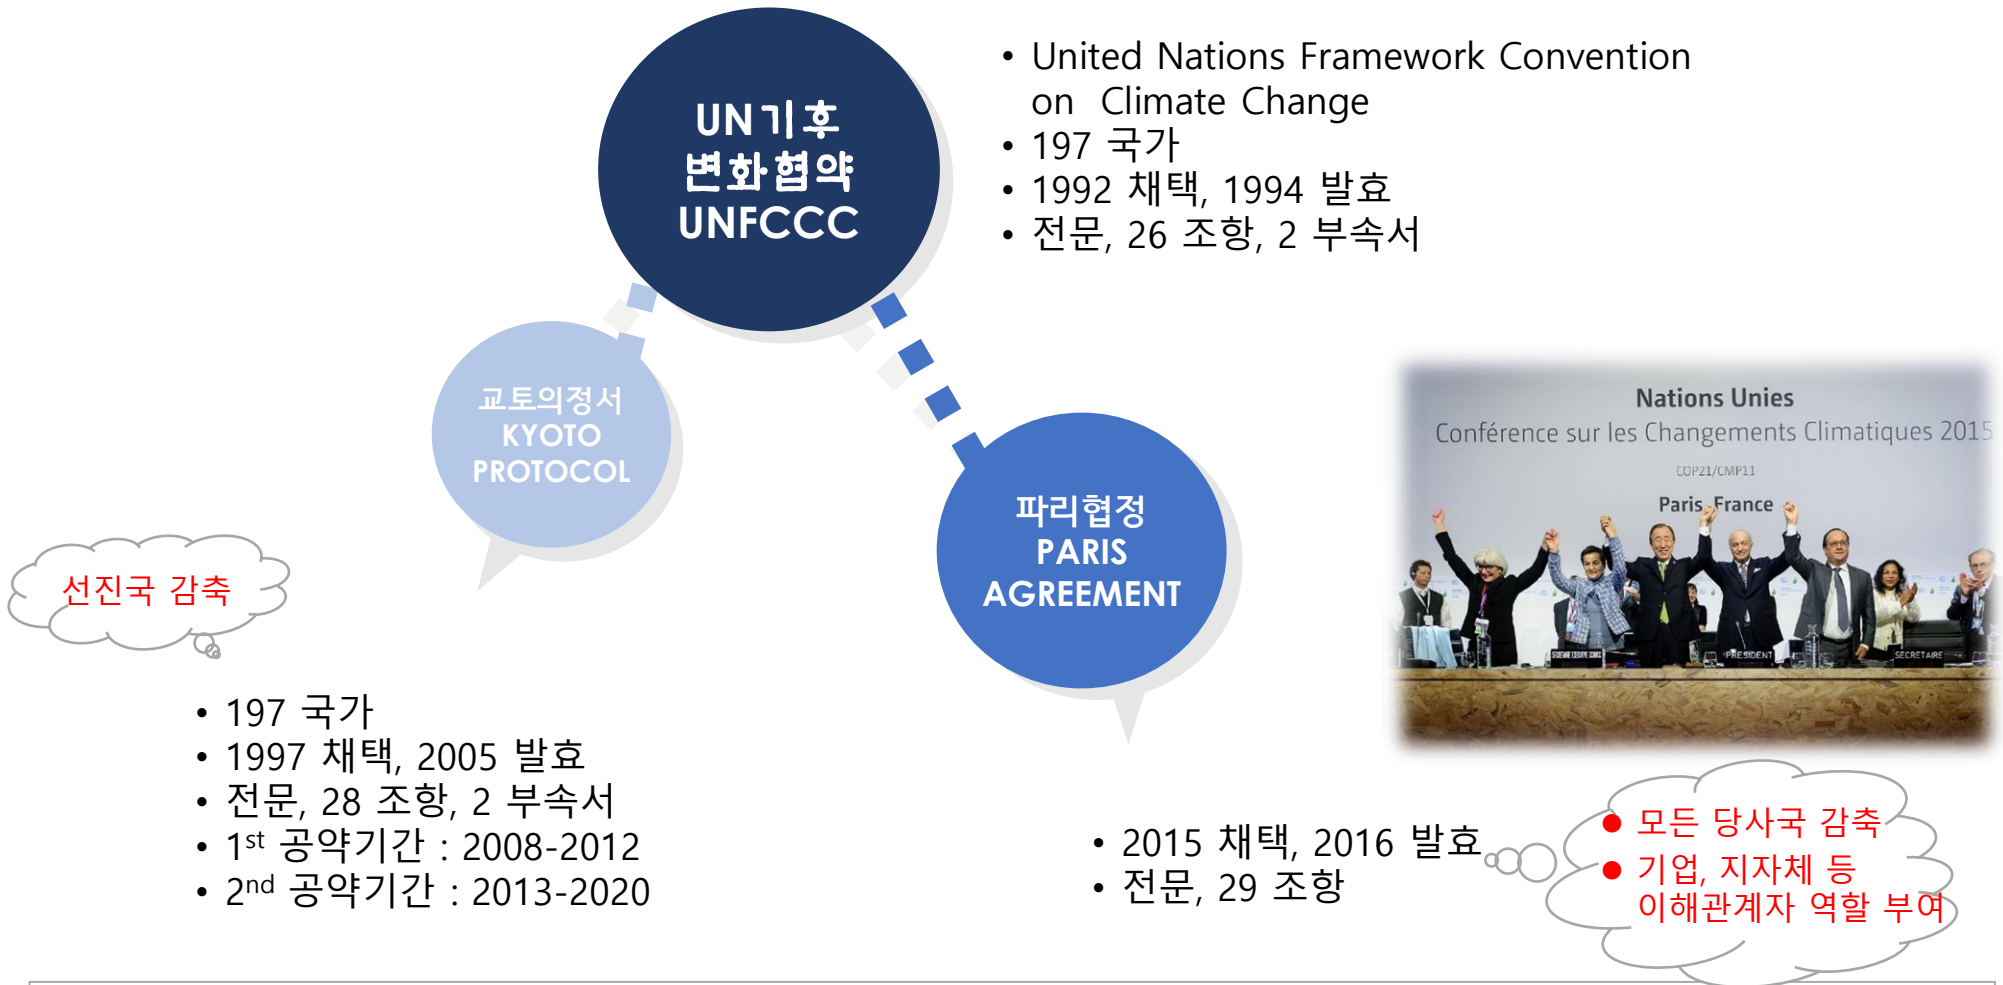 UN기후
변화협약
UNFCCC
• United Nations Framework Convention
on Climate Change
• 197 국가
• 1992 채택, 1994 발효
• 전문, 26 조항, 2 부속서
교토의정서
KYOTO
PROTOCOL
선진국 감축
• 197 국가
• 1997 채택, 2005 발효
• 전문, 28 조항, 2 부속서
• 1st 공약기간 : 2008-2012
• 2nd 공약기간 : 2013-2020
파리협정
PARIS
AGREEMENT
Nations Unies
Conférence sur les Changements Climatiques 2015
COP21/CMP11
Paris, France
PRESIDENT
SECRETAIRE
• 2015 채택, 2016 발효
• 전문, 29 조항
● 모든 당사국 감축
● 기업, 지자체 등
이해관계자 역할 부여